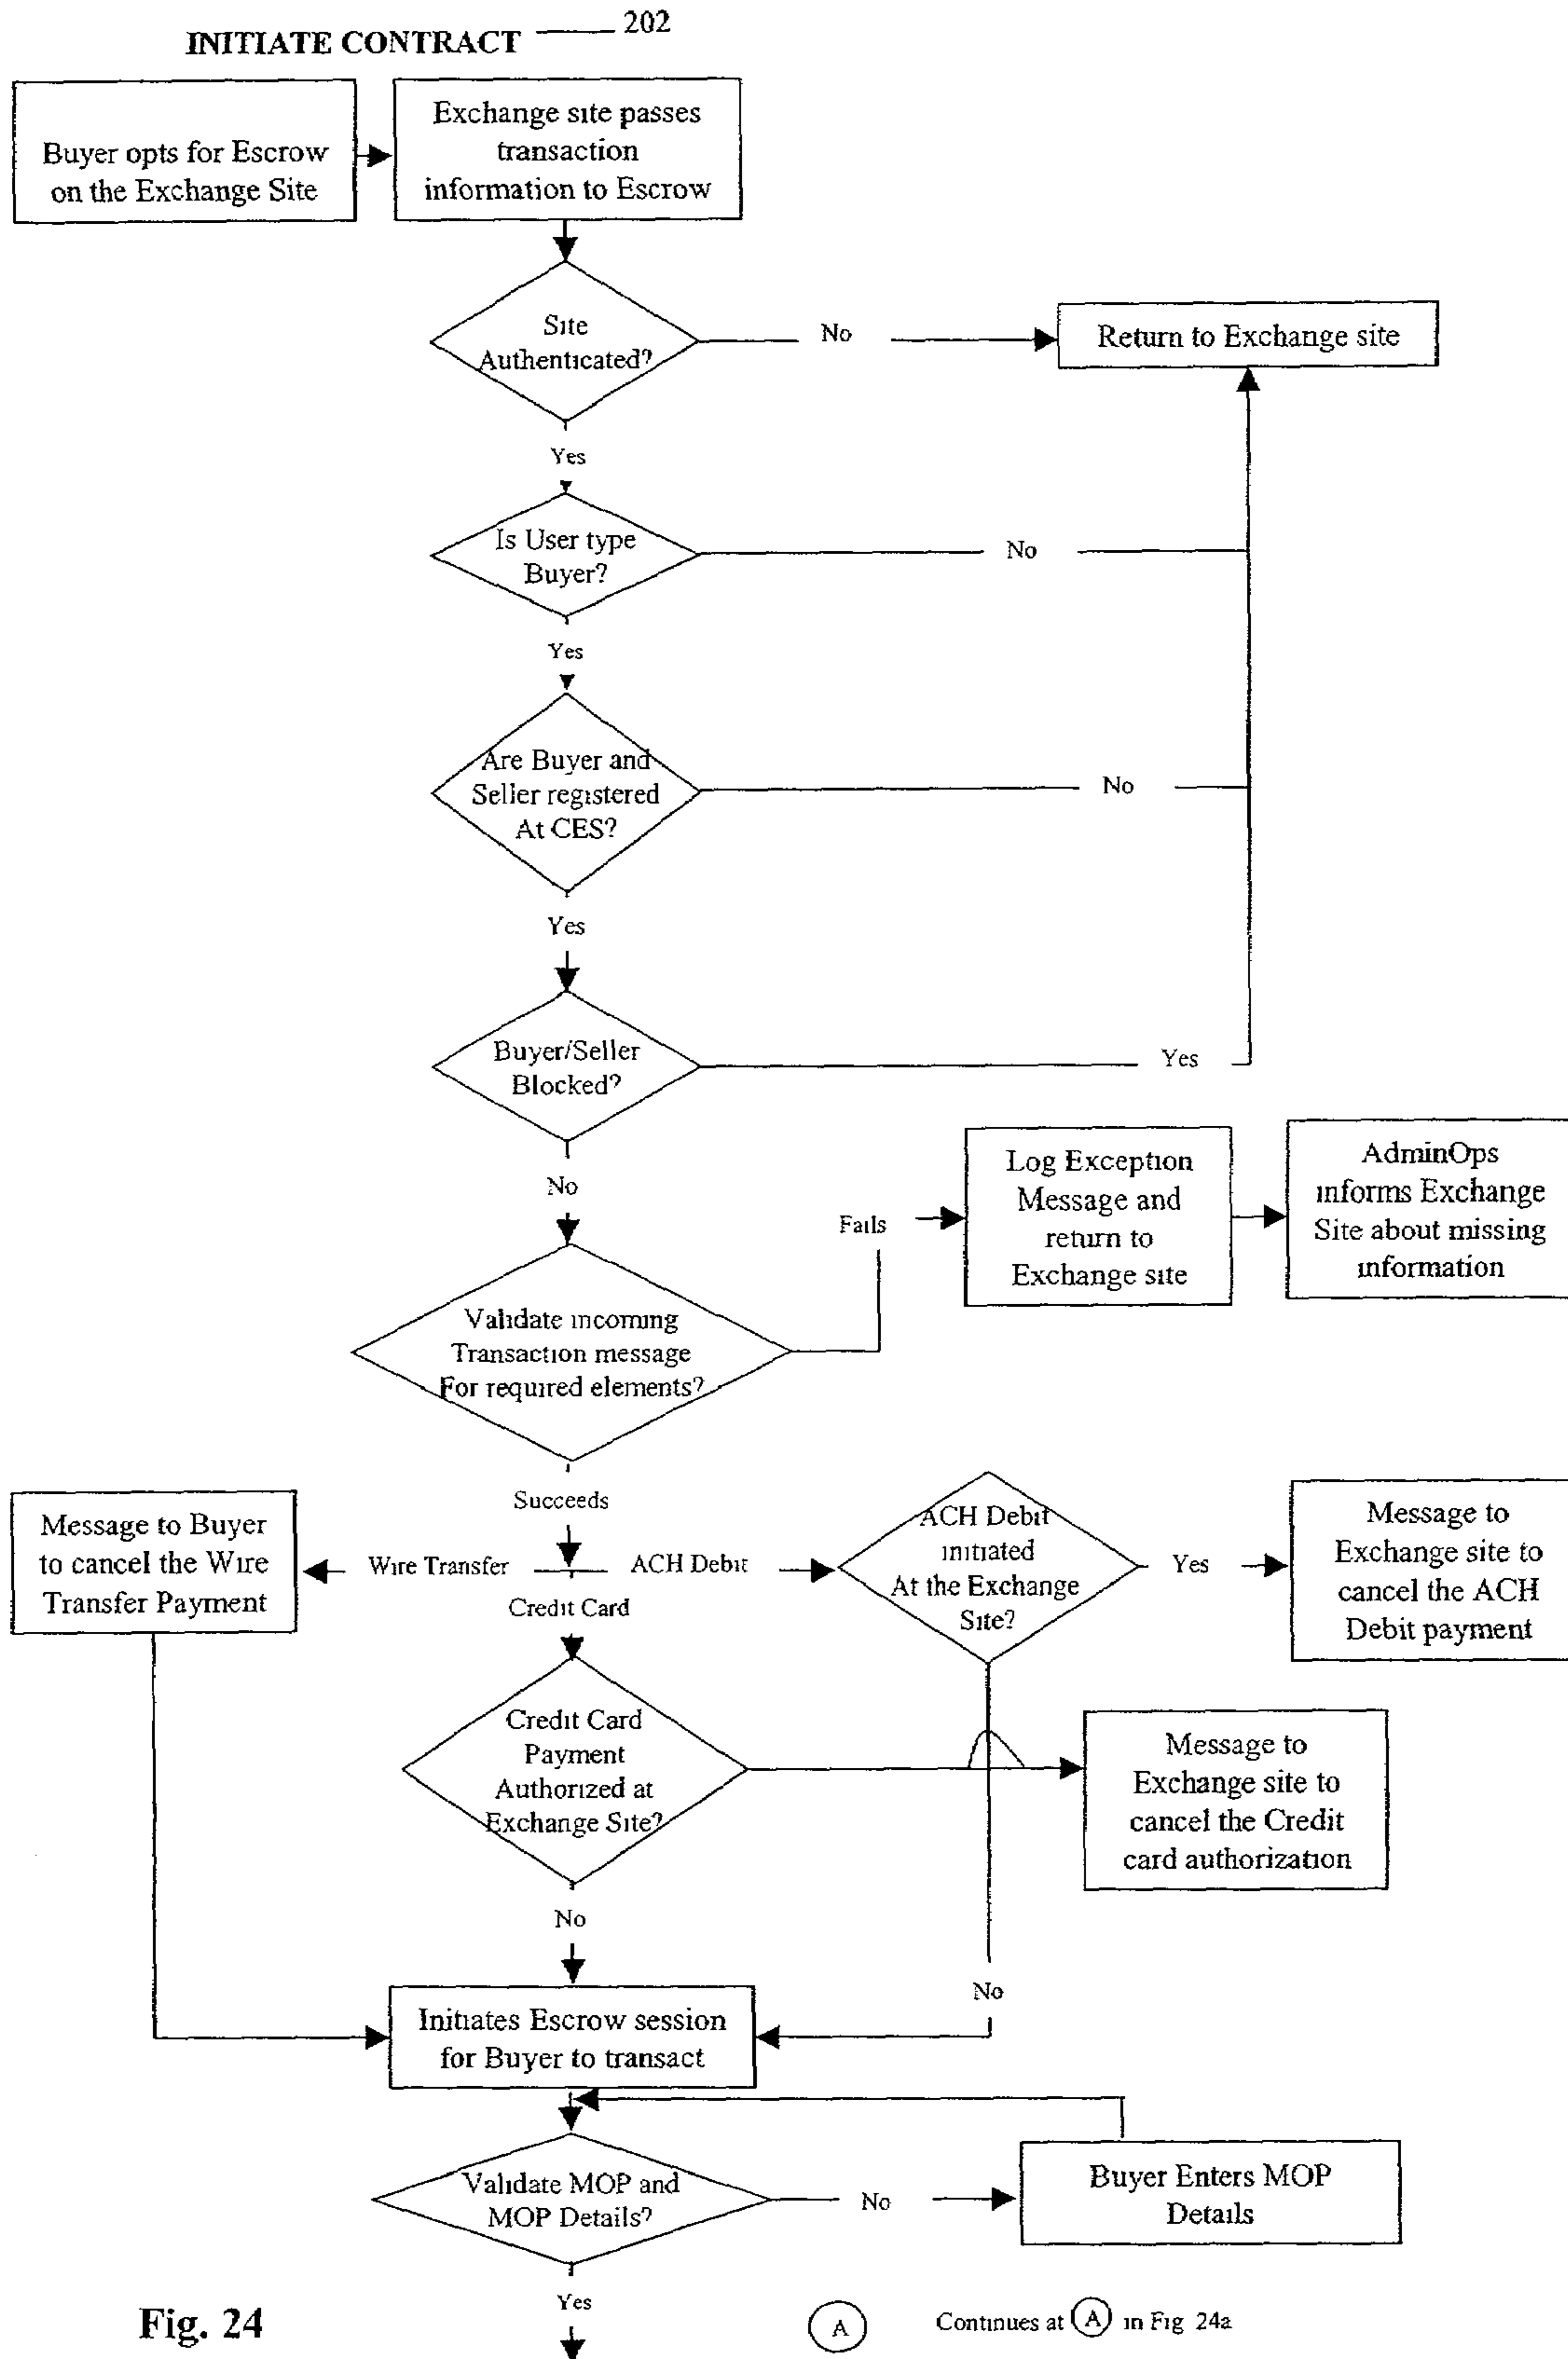 INITIATE CONTRACT 202
Buyer opts for Escrow
on the Exchange Site
Exchange site passes
transaction
information to Escrow
Site
Authenticated?
No
Return to Exchange site
Yes
Is User type
Buyer?
No
Yes
Are Buyer and
Seller registered
At CES?
No
Yes
Buyer/Seller
Blocked?
Yes
No
Fails
Log Exception
Message and
return to
Exchange site
AdminOps
informs Exchange
Site about missing
information
Validate incoming
Transaction message
For required elements?
Succeeds
Message to Buyer
to cancel the Wire
Transfer Payment
Wire Transfer
ACH Debit
Credit Card
ACH Debit
initiated
At the Exchange
Site?
Yes
Message to
Exchange site to
cancel the ACH
Debit payment
Credit Card
Payment
Authorized at
Exchange Site?
Message to
Exchange site to
cancel the Credit
card authorization
No
No
Initiates Escrow session
for Buyer to transact
Validate MOP and
MOP Details?
No
Buyer Enters MOP
Details
Yes
Fig. 24
A
Continues at A in Fig 24a